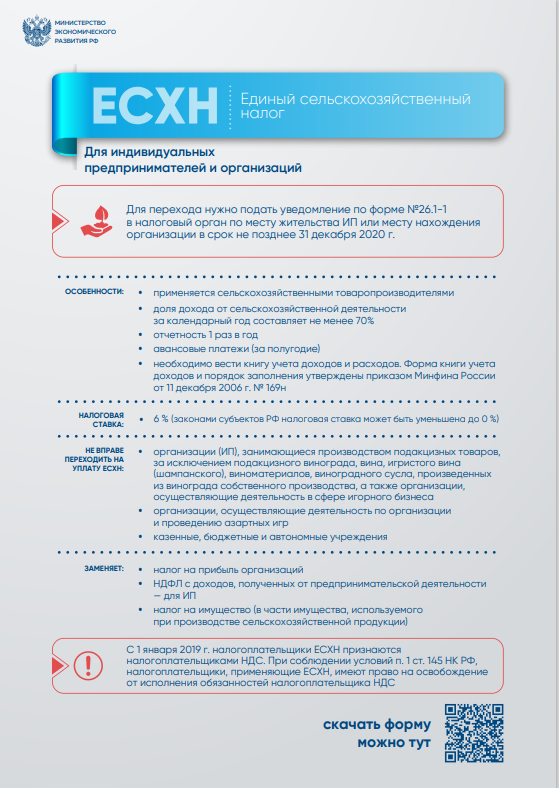 МИНИСТЕРСТВО
ЭКОНОМИЧЕСКОГО
РАЗВИТИЯ РФ
ЕСХН
Единый сельскохозяйственный
налог
Для индивидуальных
предпринимателей и организаций
Для перехода нужно подать уведомление по форме №26.1-1
в налоговый орган по месту жительства ИП или месту нахождения
организации в срок не позднее 31 декабря 2020 г.
ОСОБЕННОСТИ:
• применяется сельскохозяйственными товаропроизводителями
• доля дохода от сельскохозяйственной деятельности
за календарный год составляет не менее 70%
• отчетность 1 раз в год
• авансовые платежи (за полугодие)
• необходимо вести книгу учета доходов и расходов. Форма книги учета
доходов и порядок заполнения утверждены приказом Минфина России
от 11 декабря 2006 г. № 169н
НАЛОГОВАЯ
СТАВКА:
• 6 % (законами субъектов РФ налоговая ставка может быть уменьшена до 0 %)
НЕ ВПРАВЕ
ПЕРЕХОДИТЬ НА
УПЛАТУ ЕСХН:
• организации (ИП), занимающиеся производством подакцизных товаров,
за исключением подакцизного винограда, вина, игристого вина
(шампанского), виноматериалов, виноградного сусла, произведенных
из винограда собственного производства, а также организации,
осуществляющие деятельность в сфере игорного бизнеса
• организации, осуществляющие деятельность по организации
и проведению азартных игр
• казенные, бюджетные и автономные учреждения
ЗАМЕНЯЕТ:
• налог на прибыль организаций
• НДФЛ с доходов, полученных от предпринимательской деятельности
— для ИП
• налог на имущество (в части имущества, используемого
при производстве сельскохозяйственной продукции)
С 1 января 2019 г. налогоплательщики ЕСХН признаются
налогоплательщиками НДС. При соблюдении условий п. 1 ст. 145 НК РФ,
налогоплательщики, применяющие ЕСХН, имеют право на освобождение
от исполнения обязанностей налогоплательщика НДС
скачать форму
можно тут